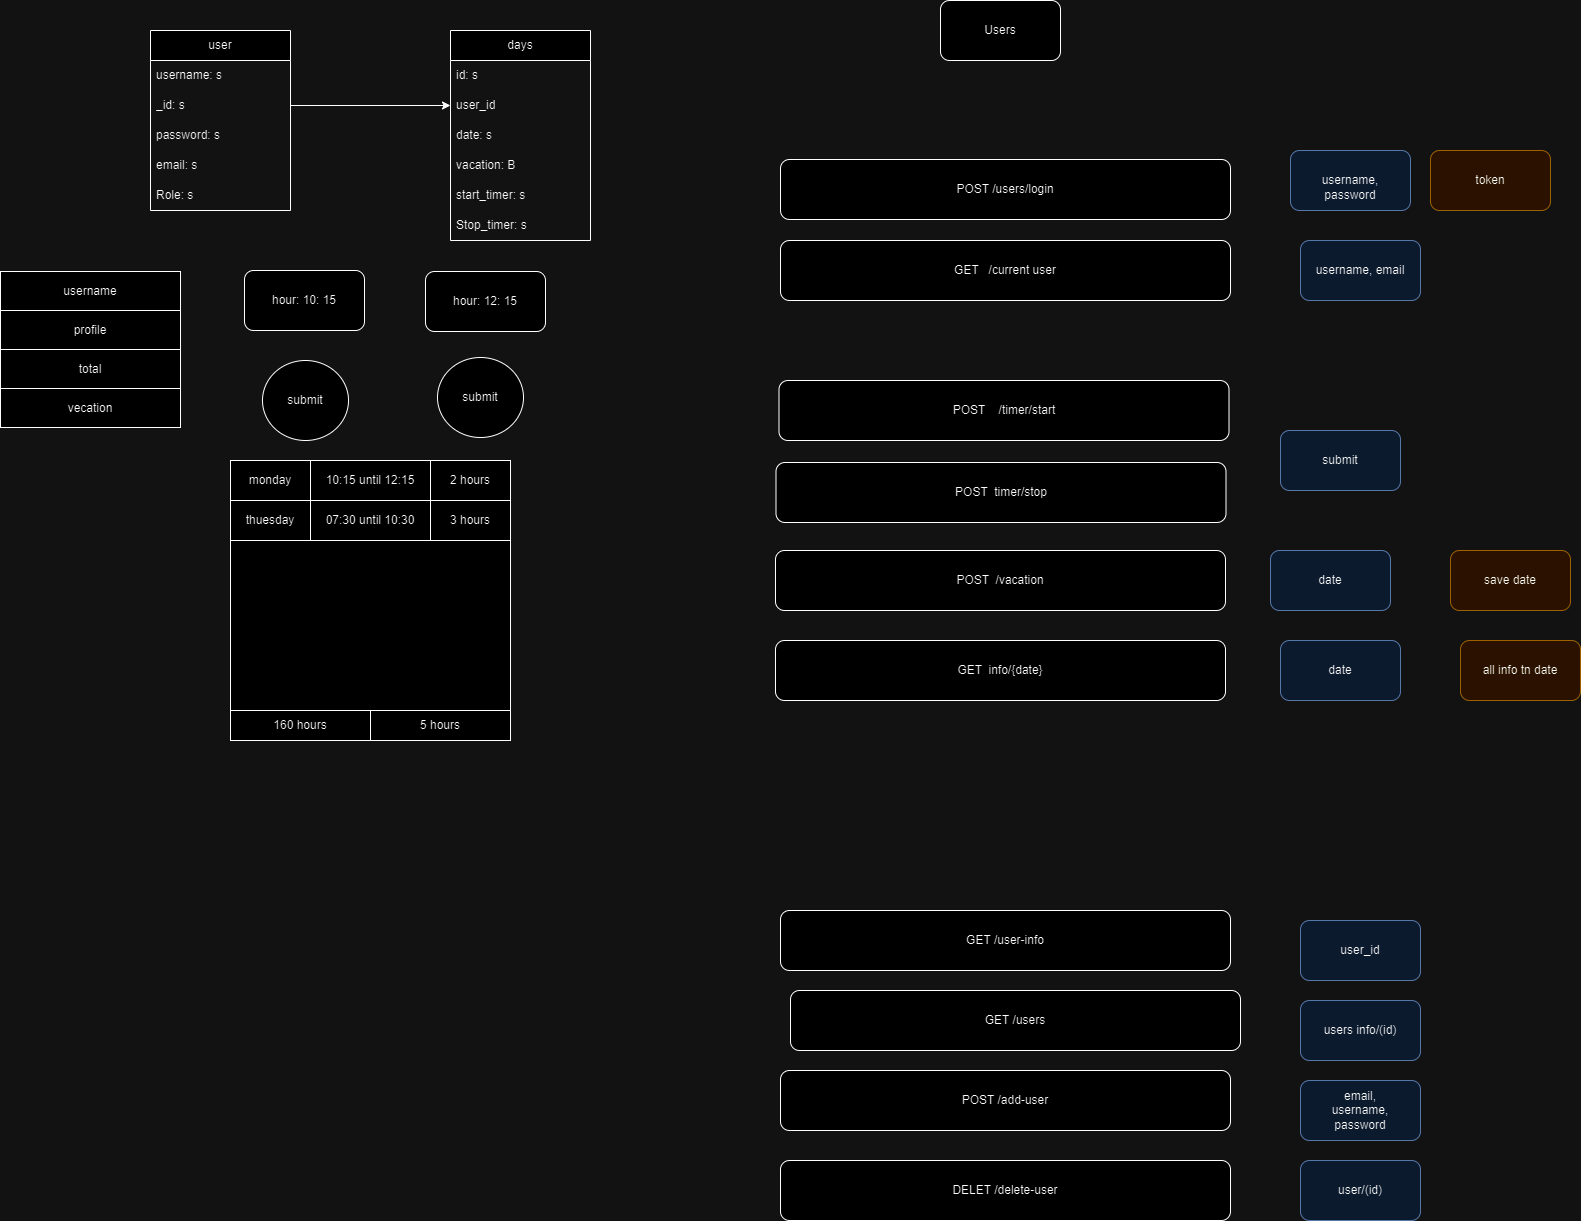 user
username: s
_id: s
password: s
email: s
Role: s
days
id: s
user_id
date: s
vacation: B
start_timer: s
Stop_timer: s
username
profile
total
vecation
hour: 10: 15
hour: 12: 15
submit
submit
monday
10:15 until 12:15
2 hours
thuesday
07:30 until 10:30
3 hours
160 hours
5 hours
Users
POST /users/login
username,
password
token
GET /current user
username, email
POST /timer/start
POST timer/stop
submit
POST /vacation
date
save date
GET info/{date}
date
all info tn date
GET /user-info
user_id
GET /users
users info/(id)
POST /add-user
email,
username,
password
DELET /delete-user
user/(id)